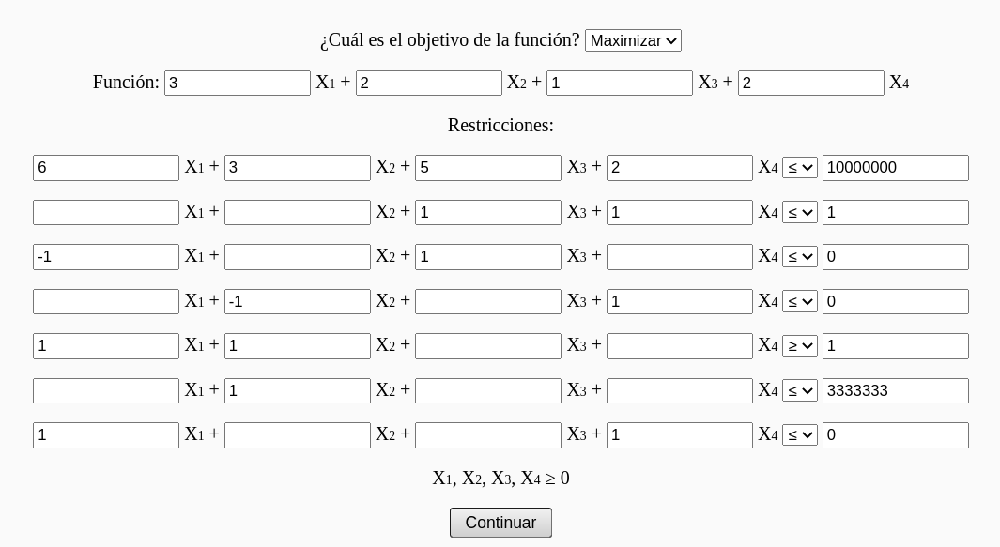 ¿Cuál es el objetivo de la función? Maximizar
Función: 3 X1 + 2 X2 + 1 X3 + 2 X4
Restricciones:
6 X1 + 3 X2 + 5 X3 + 2 X4 ≤ 10000000
X1 + X2 + 1 X3 + 1 X4 ≤ 1
-1 X1 + X2 + 1 X3 + X4 ≤ 0
X1 + -1 X2 + X3 + 1 X4 ≤ 0
1 X1 + 1 X2 + X3 + X4 ≥ 1
X1 + 1 X2 + X3 + X4 ≤ 3333333
1 X1 + X2 + X3 + 1 X4 ≤ 0
X1, X2, X3, X4 ≥ 0
Continuar